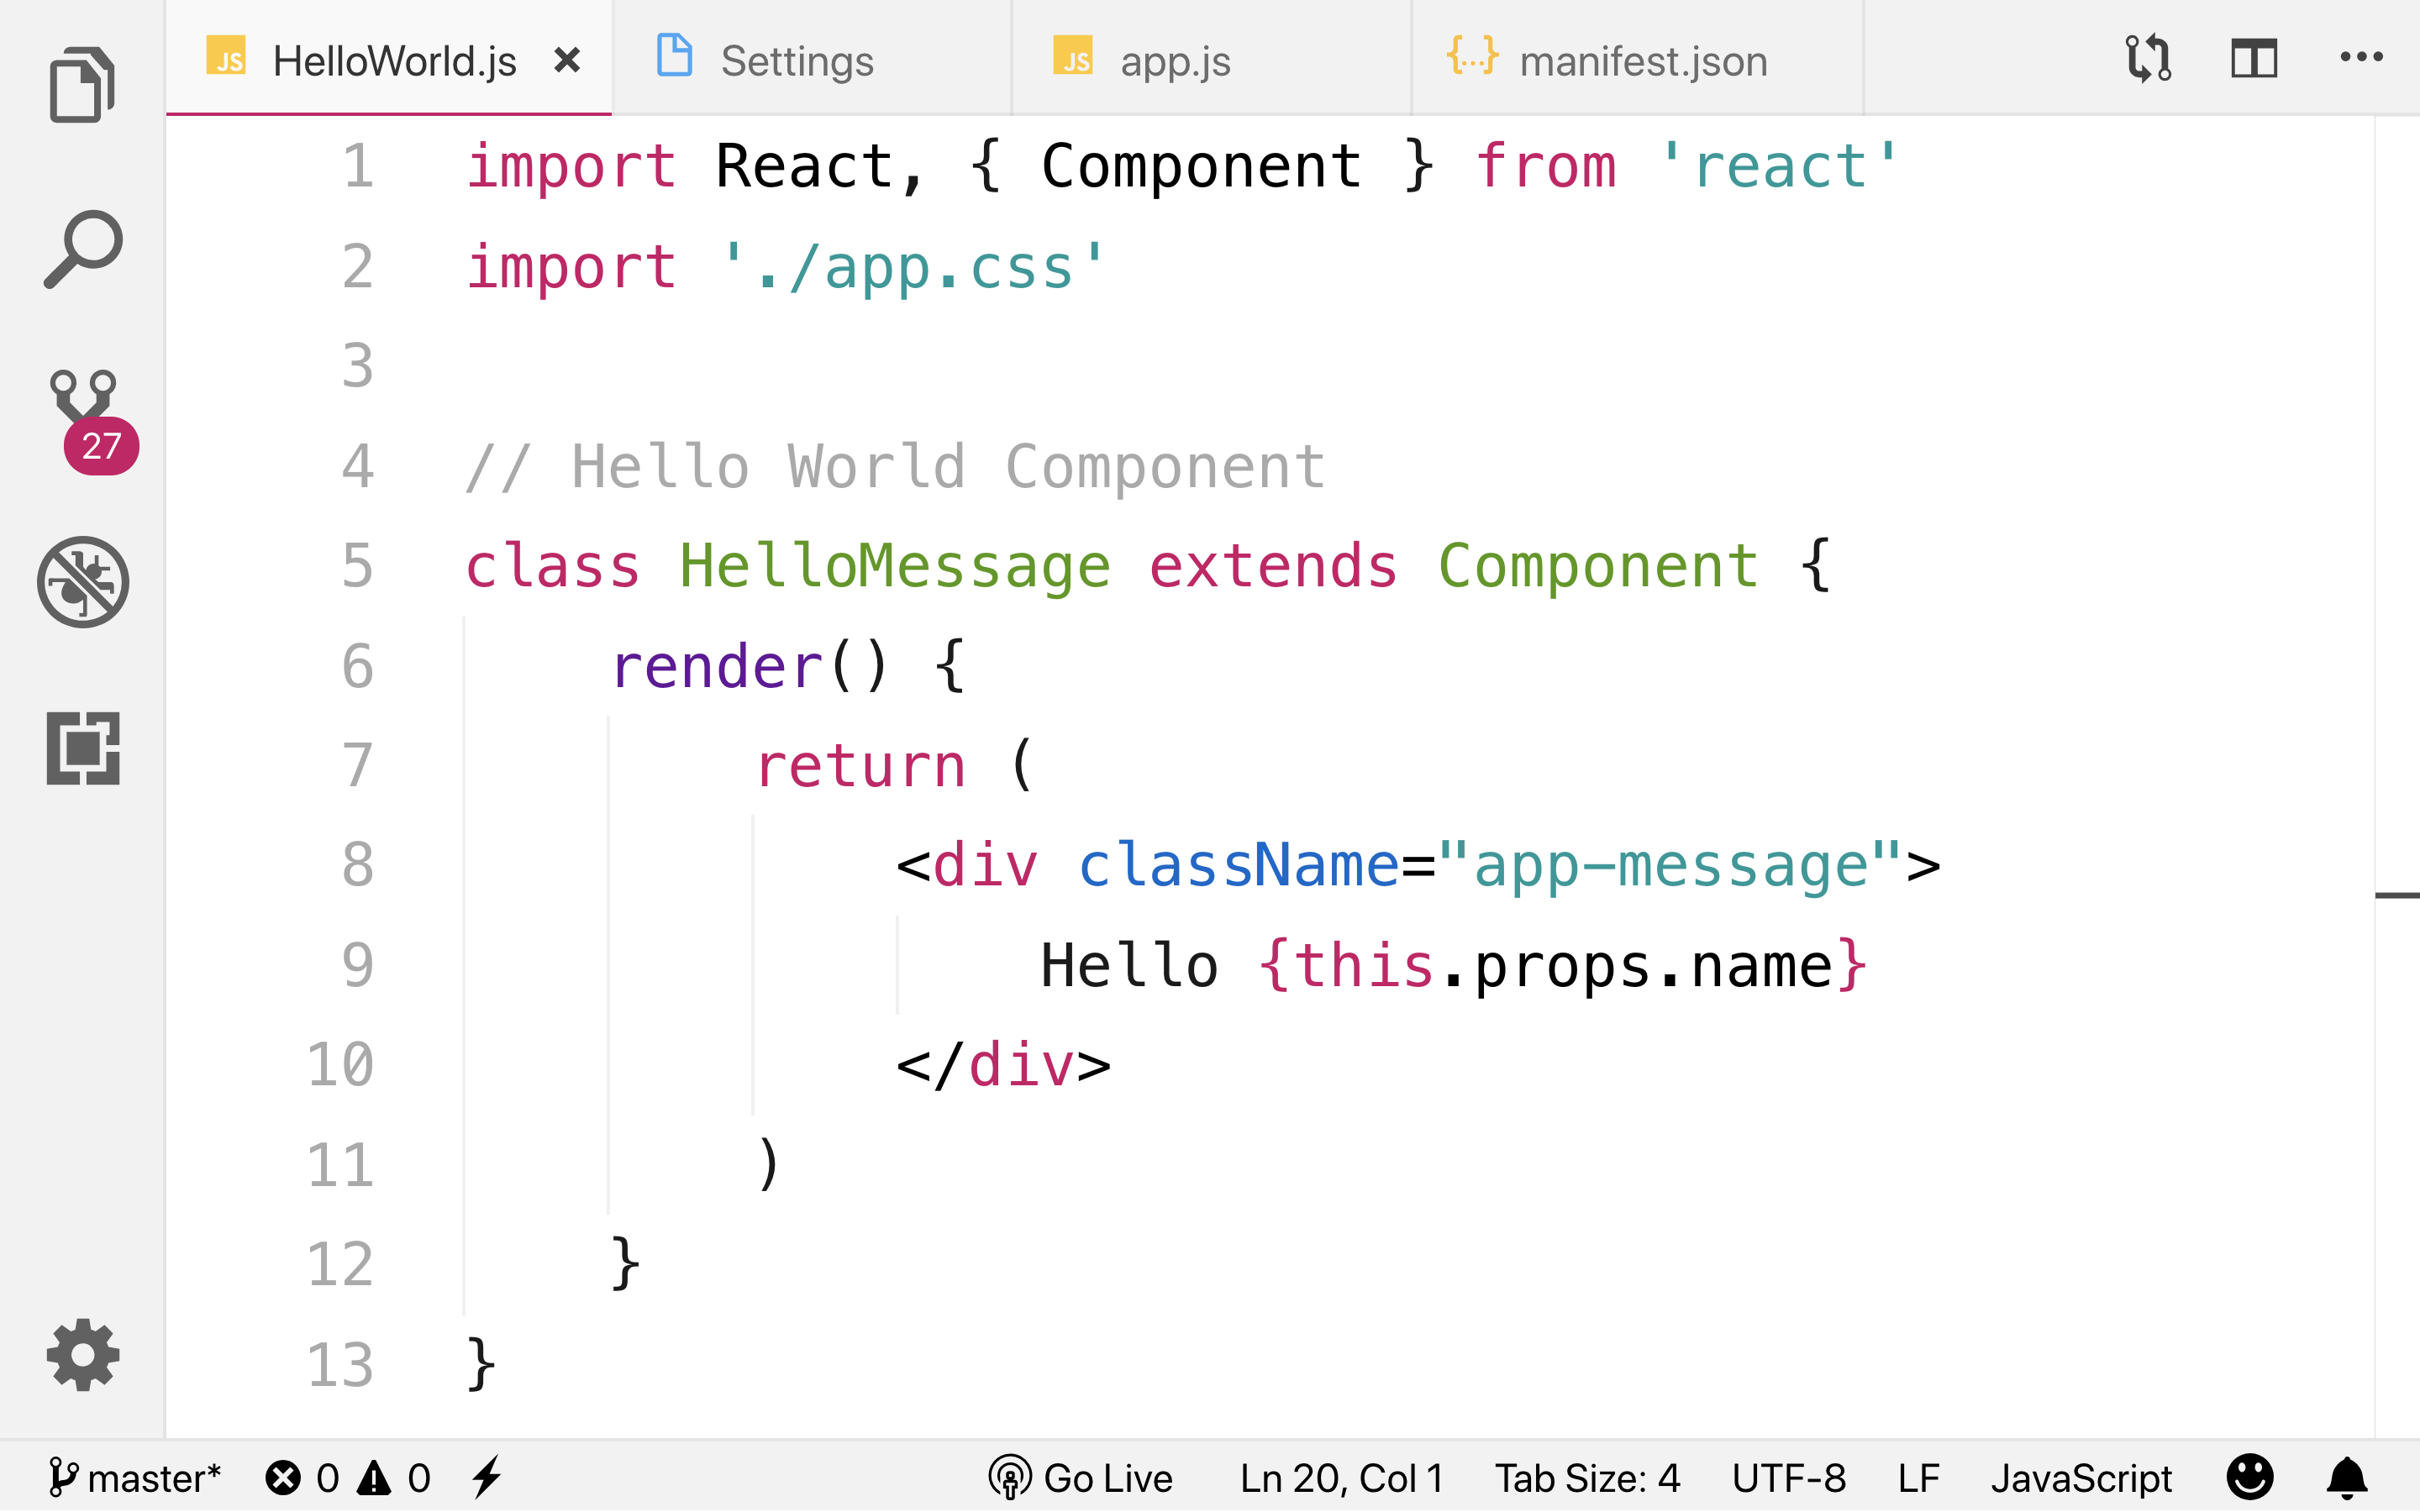 HelloWorld.js Settings app.js manifest.json
1 import React, { Component } from 'react'
2 import './app.css'
3
4 // Hello World Component
5 class HelloMessage extends Component {
6 render() {
7 return (
8 <div className="app-message">
9 Hello {this.props.name}
10 </div>
11 )
12 }
13 }
27
master* 0 0 Go Live Ln 20, Col 1 Tab Size: 4 UTF-8 LF JavaScript